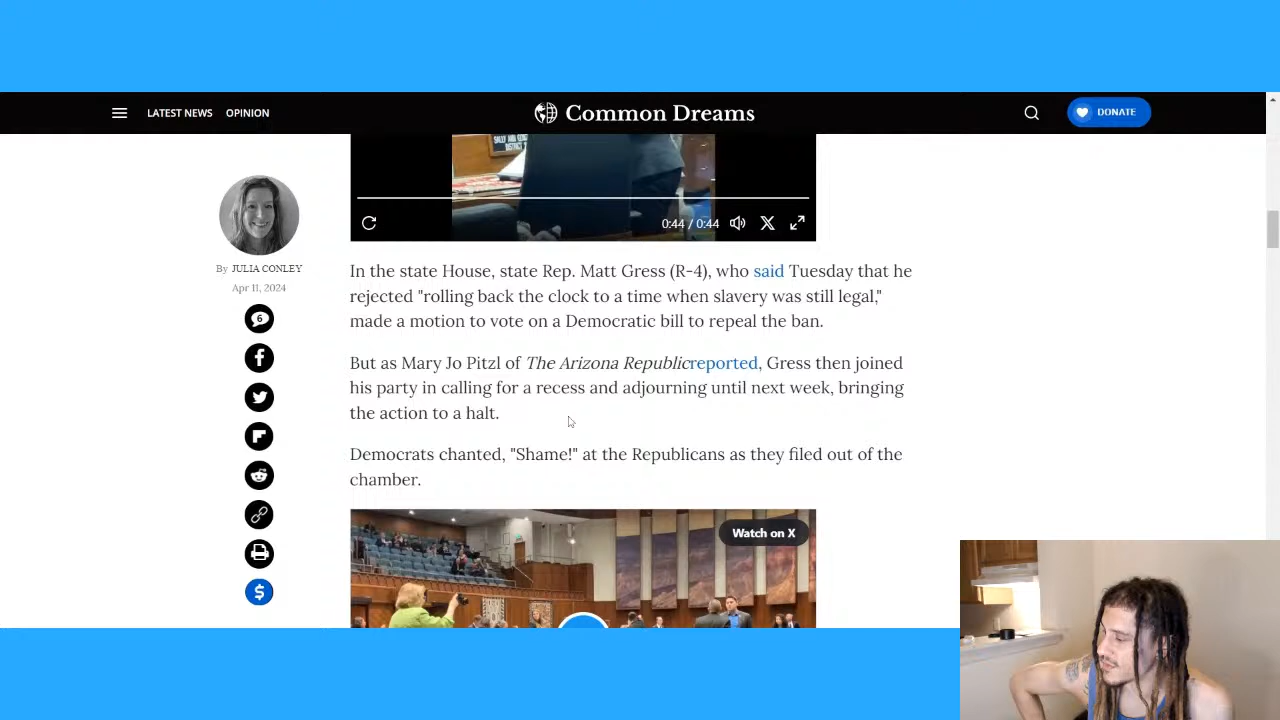 LATEST NEWS
OPINION
Common Dreams
DONATE
0:44 / 0:44
By JULIA CONLEY
Apr 11, 2024
6
In the state House, state Rep. Matt Gress (R-4), who said Tuesday that he
rejected "rolling back the clock to a time when slavery was still legal,"
made a motion to vote on a Democratic bill to repeal the ban.
But as Mary Jo Pitzl of The Arizona Republicreported, Gress then joined
his party in calling for a recess and adjourning until next week, bringing
the action to a halt.
Democrats chanted, "Shame!" at the Republicans as they filed out of the
chamber.
Watch on X